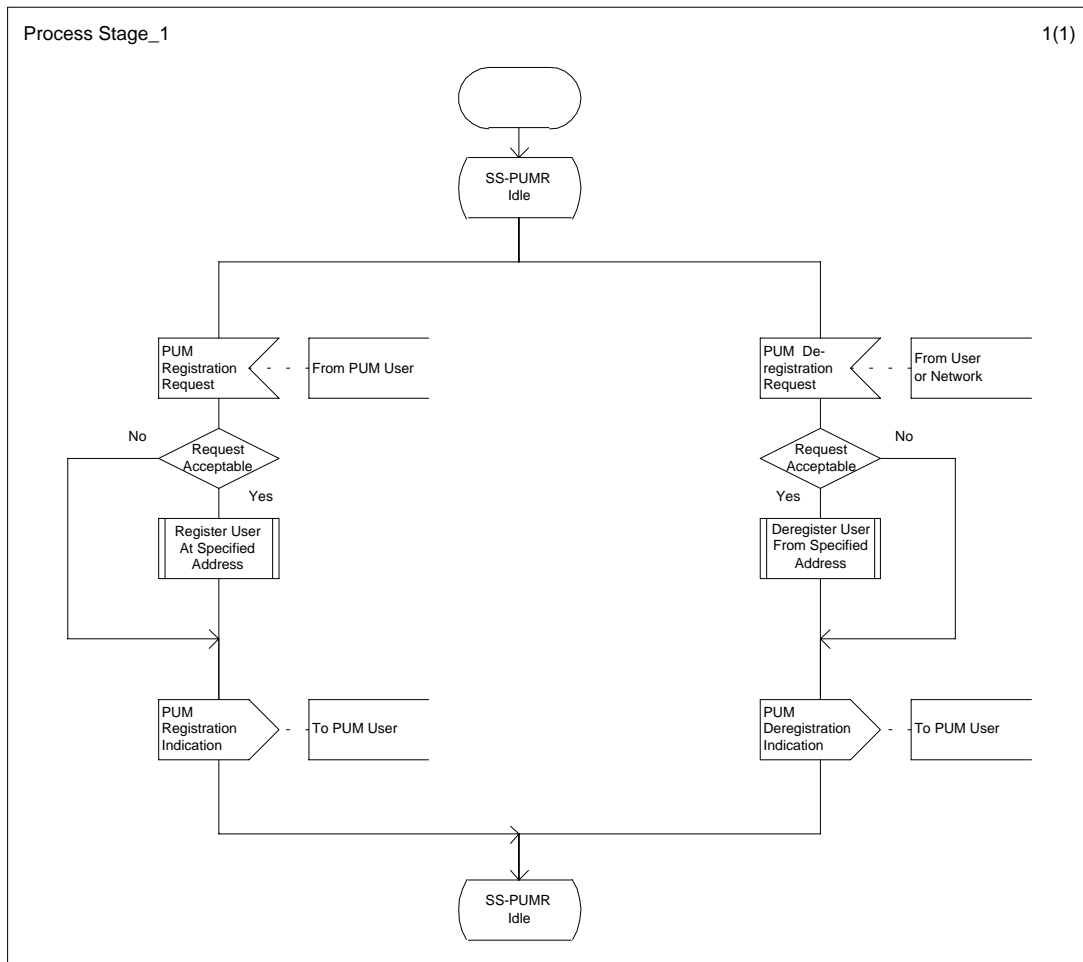 Process Stage_1
1(1)
SS-PUMR
Idle
PUM
Registration
Request
From PUM User
PUM De-
registration
Request
From User
or Network
No
Request
Acceptable
Yes
Request
Acceptable
No
Yes
Register User
At Specified
Address
Deregister User
From Specified
Address
PUM
Registration
Indication
To PUM User
PUM
Deregistration
Indication
To PUM User
SS-PUMR
Idle